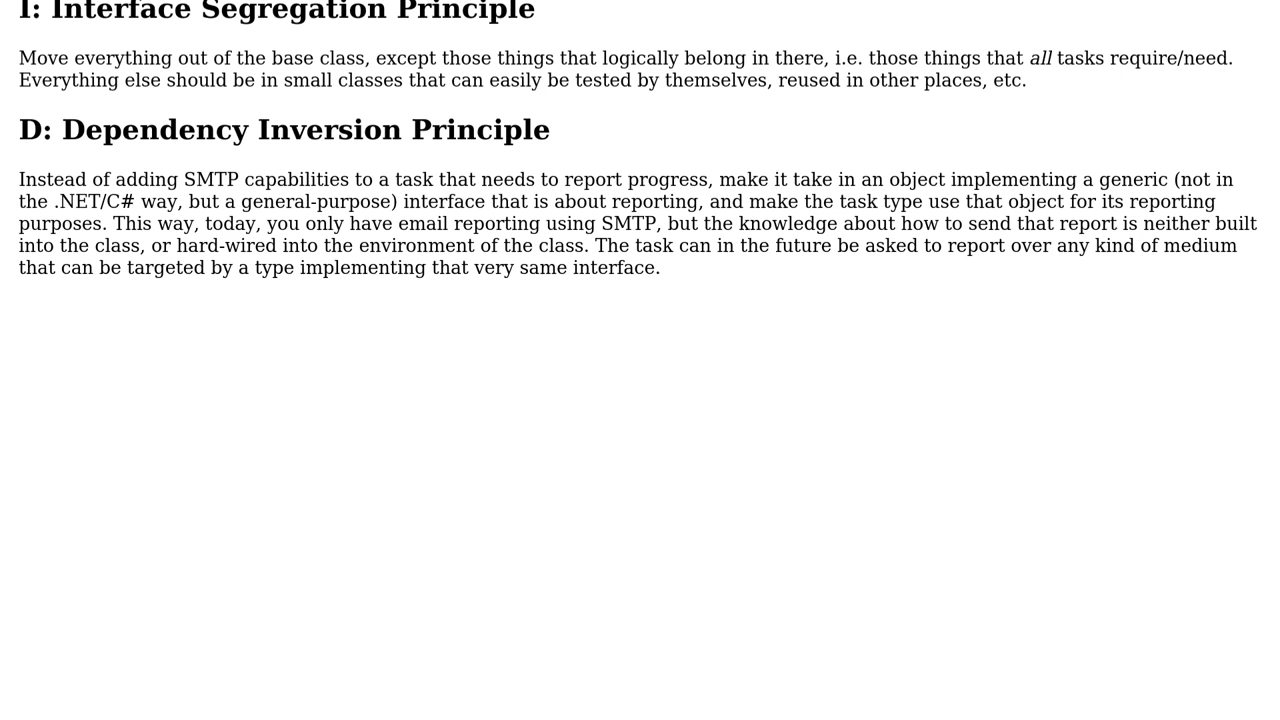 I: Interface Segregation Principle
Move everything out of the base class, except those things that logically belong in there, i.e. those things that all tasks require/need.
Everything else should be in small classes that can easily be tested by themselves, reused in other places, etc.
D: Dependency Inversion Principle
Instead of adding SMTP capabilities to a task that needs to report progress, make it take in an object implementing a generic (not in
the .NET/C# way, but a general-purpose) interface that is about reporting, and make the task type use that object for its reporting
purposes. This way, today, you only have email reporting using SMTP, but the knowledge about how to send that report is neither built
into the class, or hard-wired into the environment of the class. The task can in the future be asked to report over any kind of medium
that can be targeted by a type implementing that very same interface.